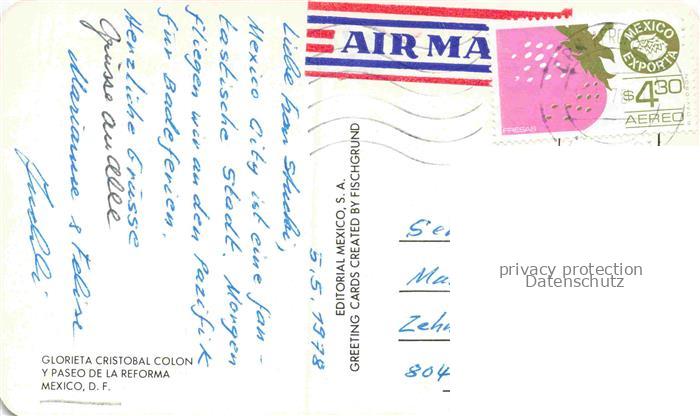 AIR MA
MEXICO
EXPORTA
$4.30
AEREO
FRESAS
5.5.1978
Liebe Frau
Mexico City ist eine fan-
tastische Stadt. Morgen
fliegen wir an den Pazifik
für Badeferien.
Herzliche Grüsse
Grüsse an alle
Marianne &
EDITORIAL MEXICO, S. A.
GREETING CARDS CREATED BY FISCHGRUND
804
privacy protection
Datenschutz
GLORIETA CRISTOBAL COLON
Y PASEO DE LA REFORMA
MEXICO, D. F.